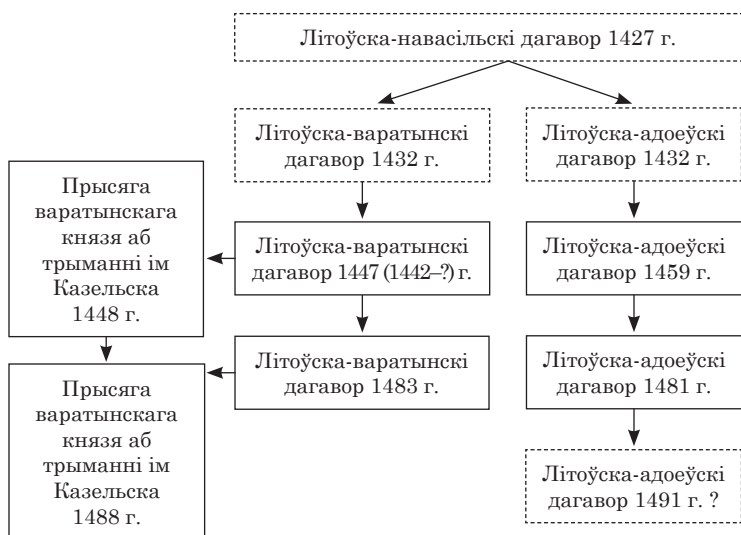 Літоўска-навасільскі дагавор 1427 г.
Літоўска-варатынскі
дагавор 1432 г.
Літоўска-адоеўскі
дагавор 1432 г.
Прысяга
варатынскага
князя аб
трыманні ім
Казельска
1448 г.
Літоўска-варатынскі
дагавор 1447 (1442–?) г.
Літоўска-адоеўскі
дагавор 1459 г.
Прысяга
варатынскага
князя аб
трыманні ім
Казельска
1488 г.
Літоўска-варатынскі
дагавор 1483 г.
Літоўска-адоеўскі
дагавор 1481 г.
Літоўска-адоеўскі
дагавор 1491 г. ?